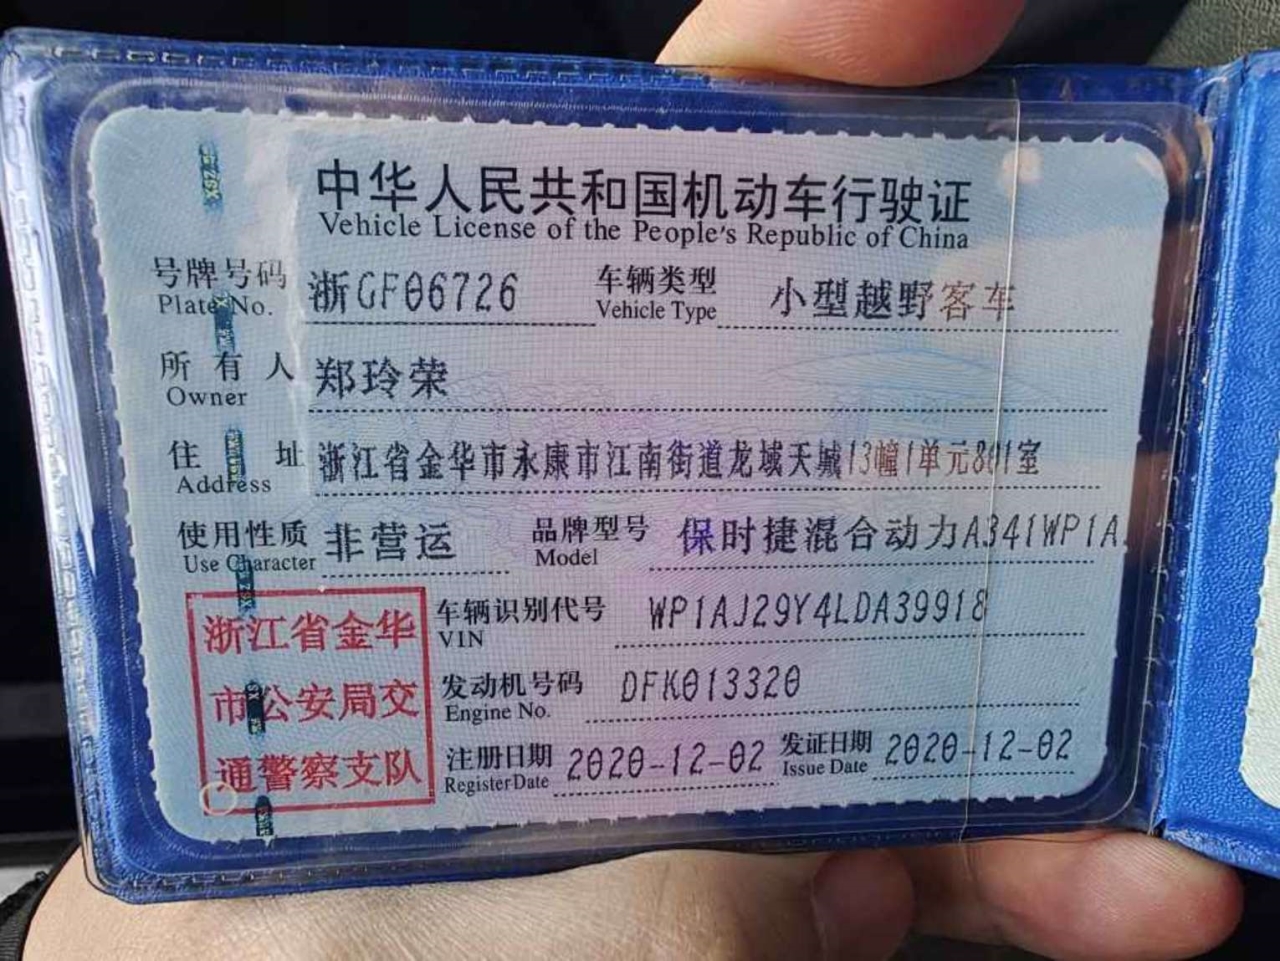 中华人民共和国机动车行驶证
Vehicle License of the People's Republic of China
号牌号码 浙GF06726 车辆类型 小型越野客车
Plate No. Vehicle Type
所有人 郑玲荣
Owner
住址 浙江省金华市永康市江南街道龙域天城13幢1单元801室
Address
使用性质 非营运 品牌型号 保时捷混合动力A341WP1A
Use Character Model
浙江省金华
市公安局交
通警察支队
车辆识别代号 WP1AJ29Y4LDA39918
VIN
发动机号码 DFK013320
Engine No.
注册日期 2020-12-02 发证日期 2020-12-02
Register Date Issue Date